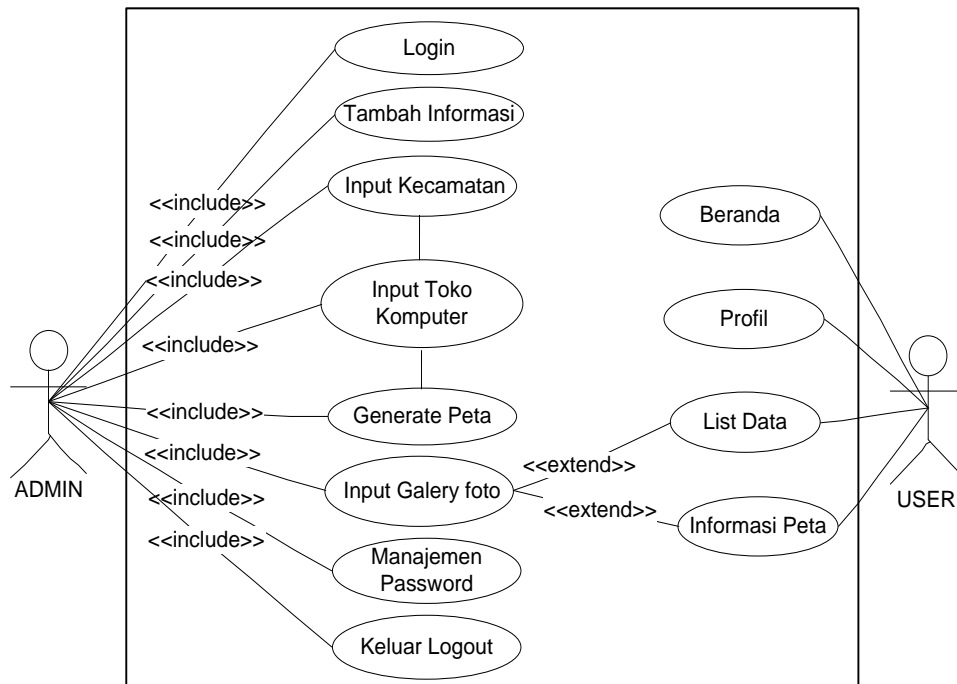 Login
Tambah Informasi
Input Kecamatan
<<include>>
<<include>>
<<include>>
Input Toko
Komputer
<<include>>
Generate Peta
<<include>>
<<include>>
Input Galery foto
<<include>>
<<include>>
Manajemen
Password
Keluar Logout
ADMIN
<<extend>>
<<extend>>
Beranda
Profil
List Data
Informasi Peta
USER